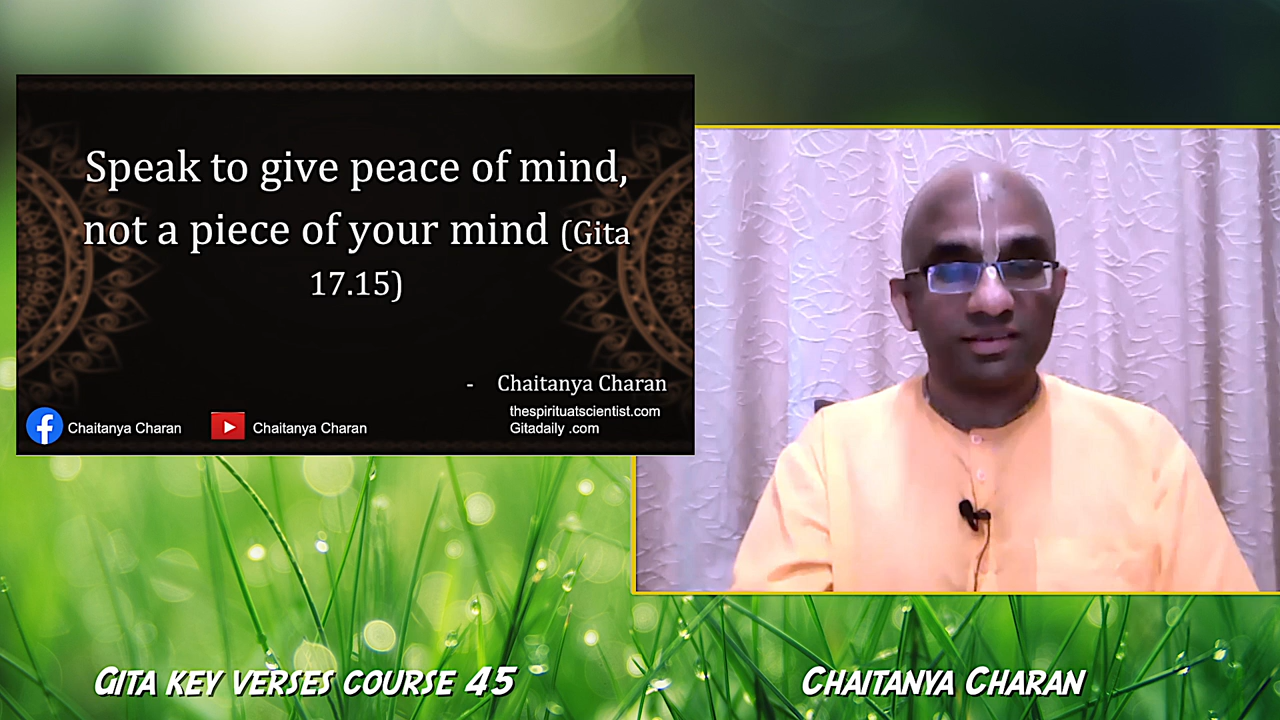 Speak to give peace of mind,
not a piece of your mind (Gita
17.15)
- Chaitanya Charan
thespirituatscientist.com
Gitadaily .com
Chaitanya Charan
Chaitanya Charan
Gita key verses course 45
Chaitanya Charan